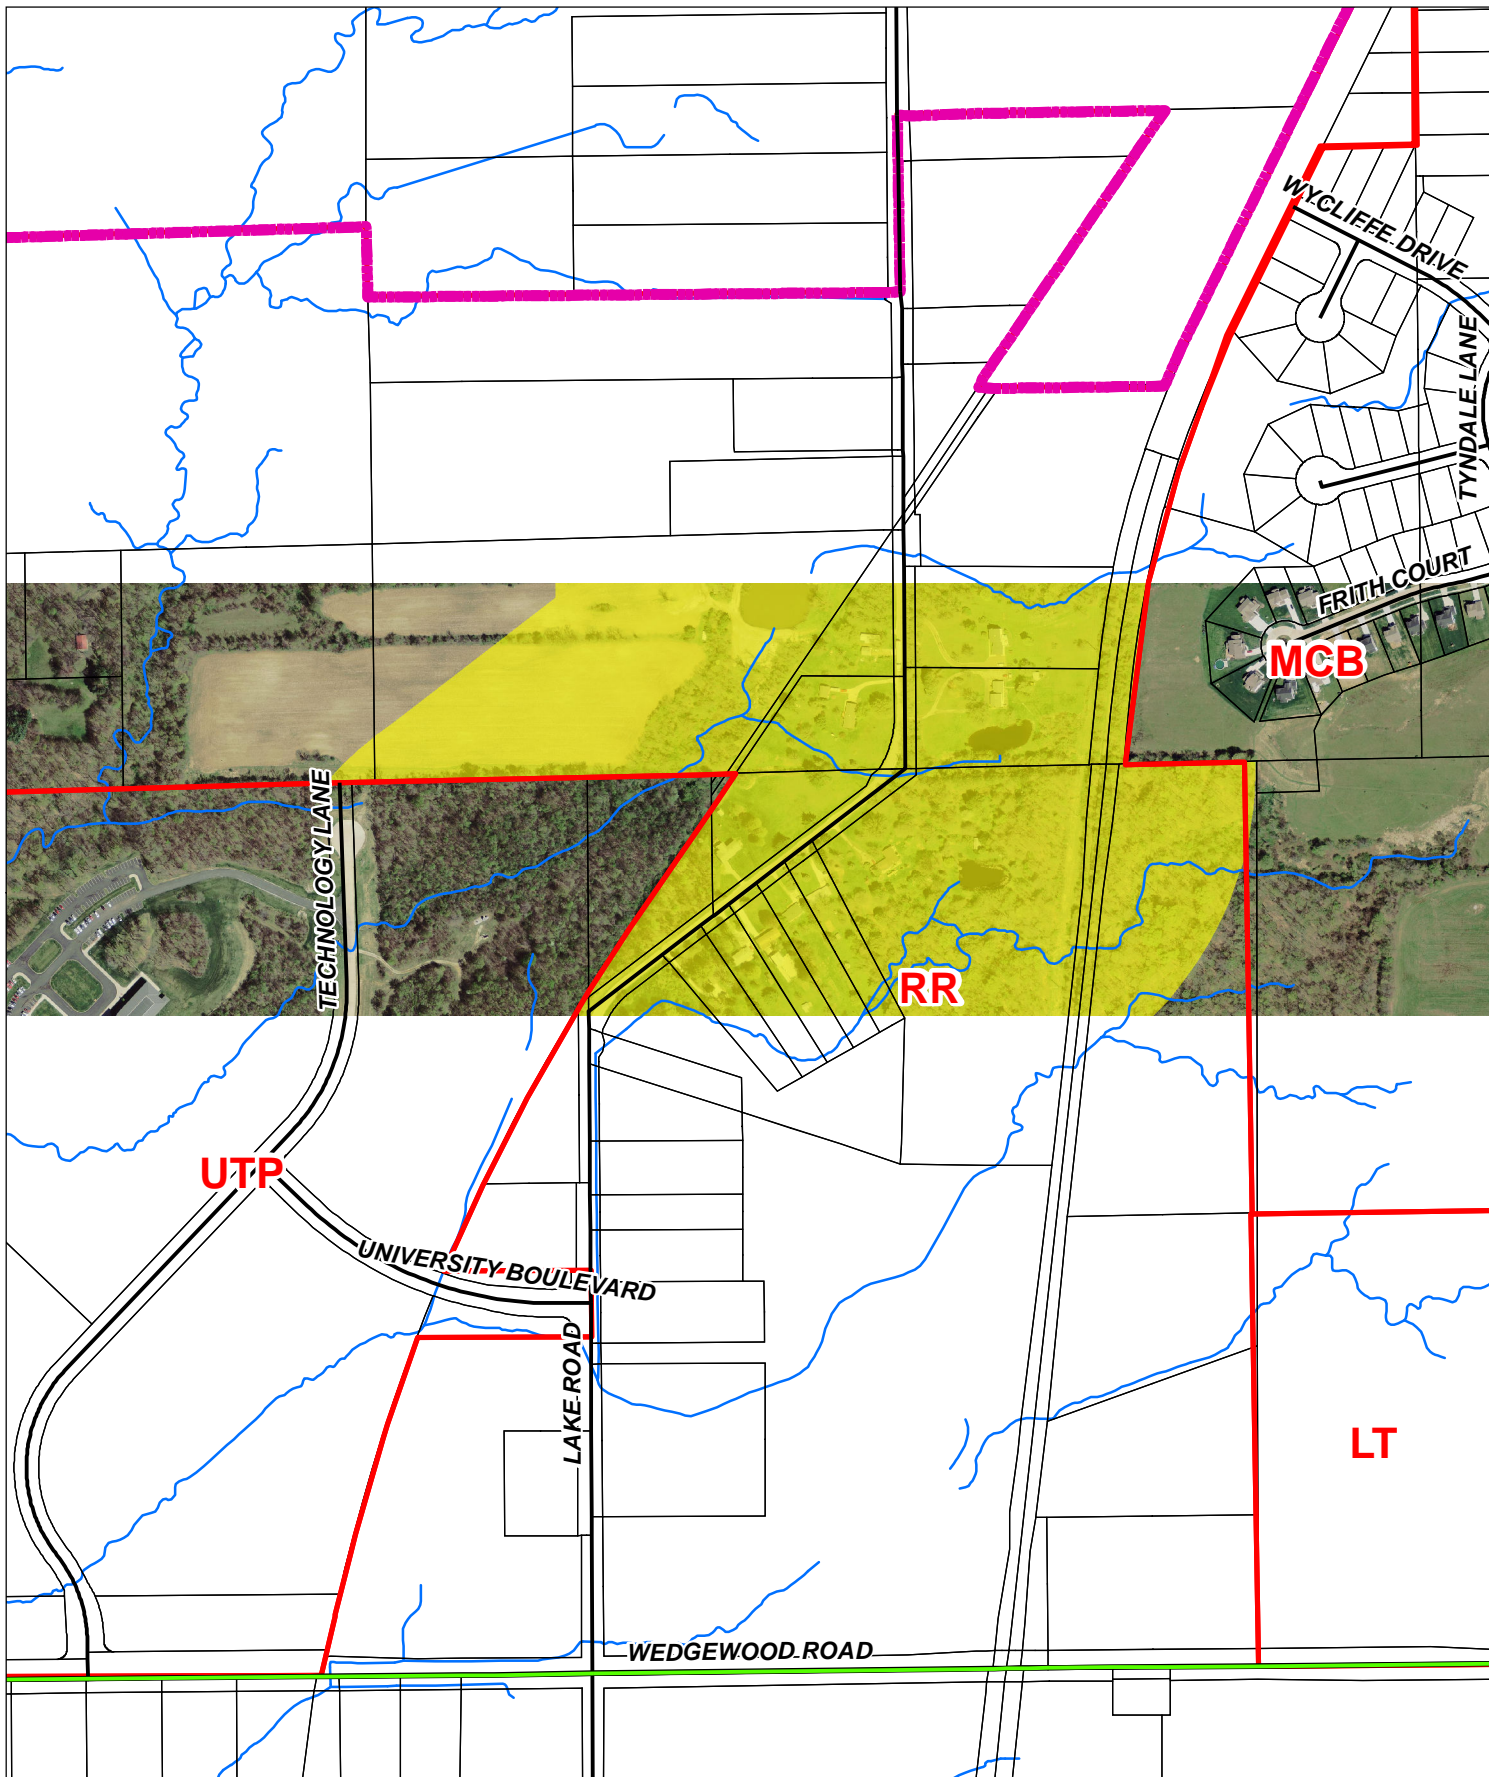 WYCLIFFE DRIVE
TYNDALE LANE
FRITH COURT
MCB
TECHNOLOGY LANE
RR
UTP
UNIVERSITY BOULEVARD
LAKE ROAD
LT
WEDGEWOOD ROAD